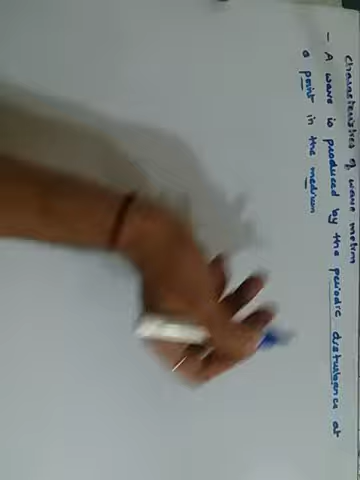 Characteristics of wave motion
- A wave is produced by the periodic disturbance at
a point in the medium